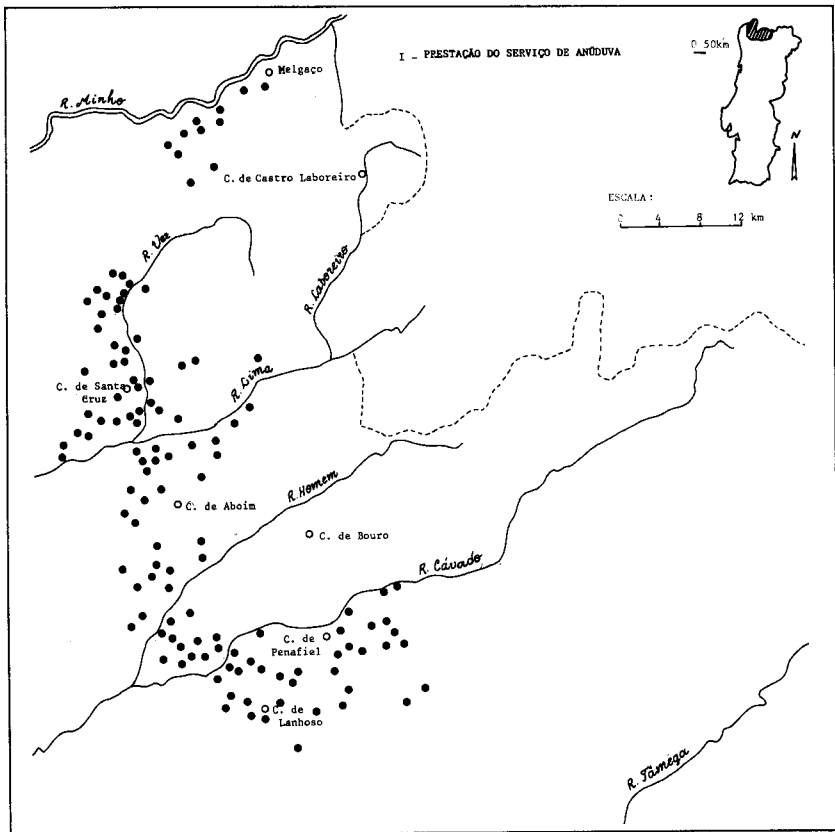 I - PRESTAÇÃO DO SERVIÇO DE ANÚDUVA
0 50km
N
Melgaço
R. Minho
C. de Castro Laboreiro
ESCALA :
0 4 8 12 km
R. Vez
R. Laboreiro
C. de Santa
Cruz
R. Lima
C. de Aboim
R. Homem
C. de Bouro
R. Cávado
C. de
Penafiel
C. de
Lanhoso
R. Tâmega